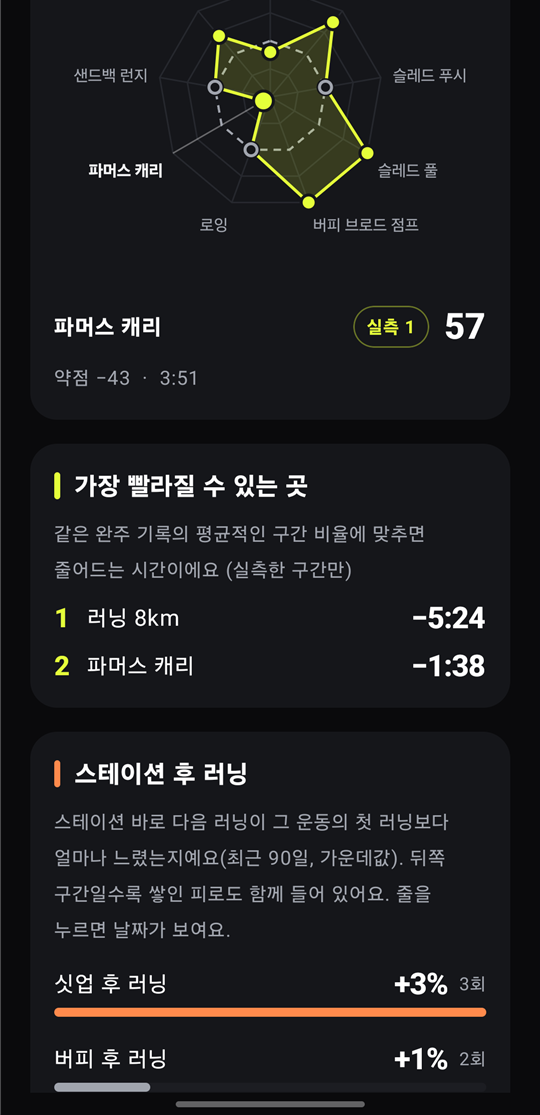 샌드백 런지
슬레드 푸시
파머스 캐리
슬레드 풀
로잉
버피 브로드 점프
파머스 캐리
실측 1
57
약점 −43 · 3:51
가장 빨라질 수 있는 곳
같은 완주 기록의 평균적인 구간 비율에 맞추면
줄어드는 시간이에요 (실측한 구간만)
1 러닝 8km −5:24
2 파머스 캐리 −1:38
스테이션 후 러닝
스테이션 바로 다음 러닝이 그 운동의 첫 러닝보다
얼마나 느렸는지예요(최근 90일, 가운데값). 뒤쪽
구간일수록 쌓인 피로도 함께 들어 있어요. 줄을
누르면 날짜가 보여요.
싯업 후 러닝 +3% 3회
버피 후 러닝 +1% 2회